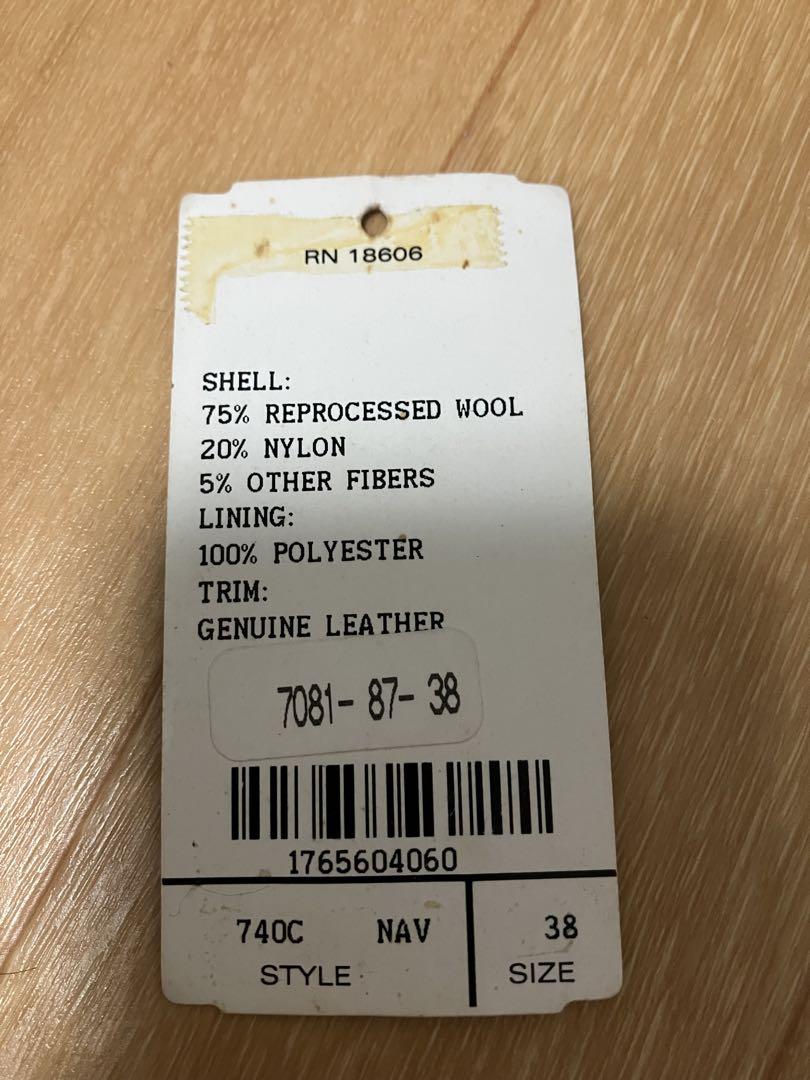 RN 18606
SHELL:
75% REPROCESSED WOOL
20% NYLON
5% OTHER FIBERS
LINING:
100% POLYESTER
TRIM:
GENUINE LEATHER
7081- 87- 38
1765604060
740C NAV 38
STYLE SIZE